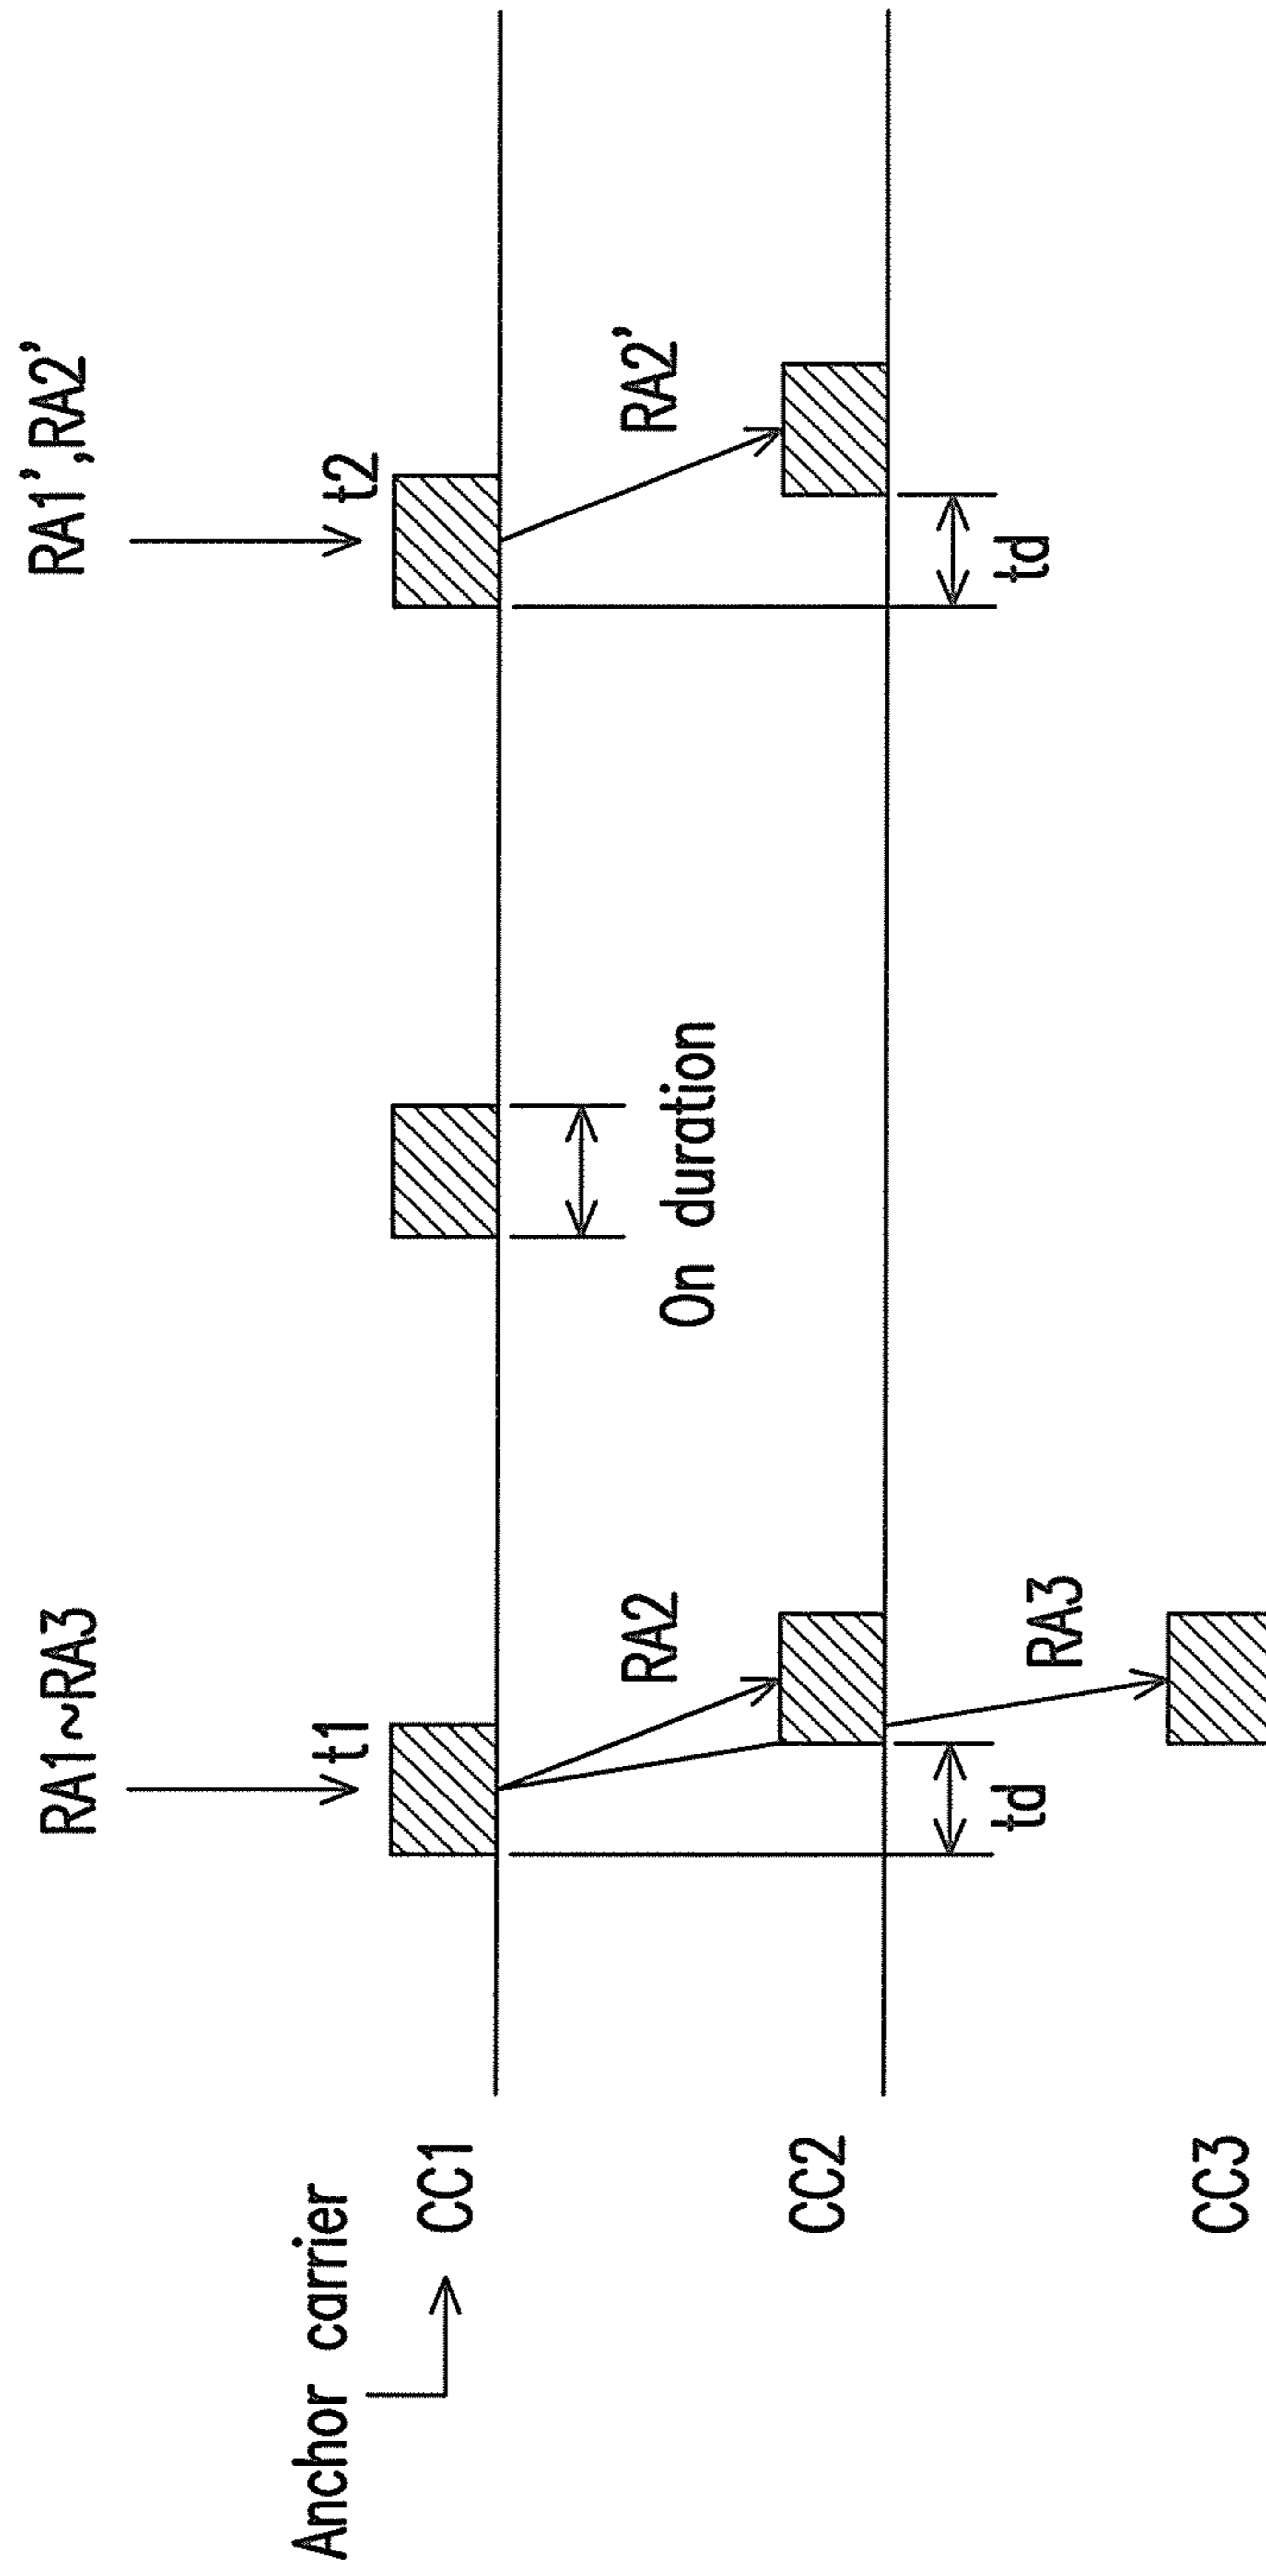 RA1~RA3
RA1',RA2'
t1
t2
Anchor carrier
CC1
On duration
RA2
RA2'
CC2
td
td
RA3
CC3